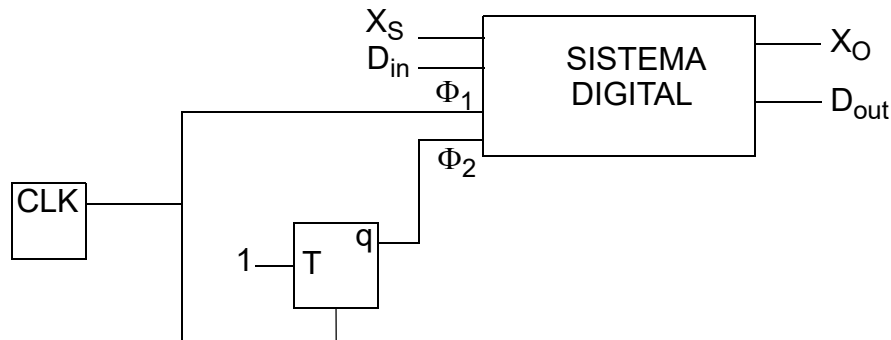 X_S
D_in
Φ_1
Φ_2
SISTEMA
DIGITAL
X_O
D_out
CLK
1
T
q